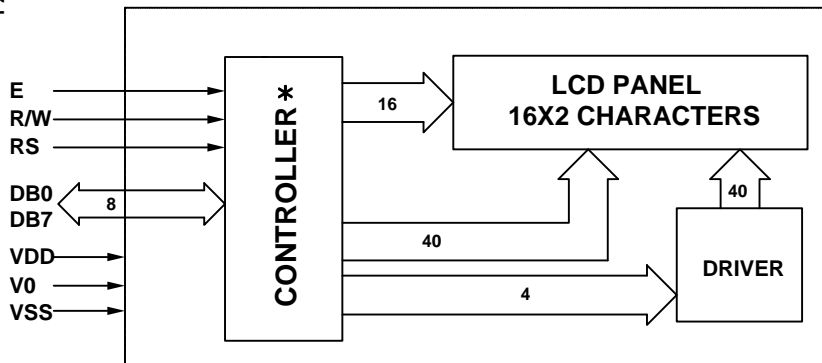 E
R/W
RS
DB0
DB7
VDD
V0
VSS
8
CONTROLLER*
16
40
4
LCD PANEL
16X2 CHARACTERS
40
DRIVER